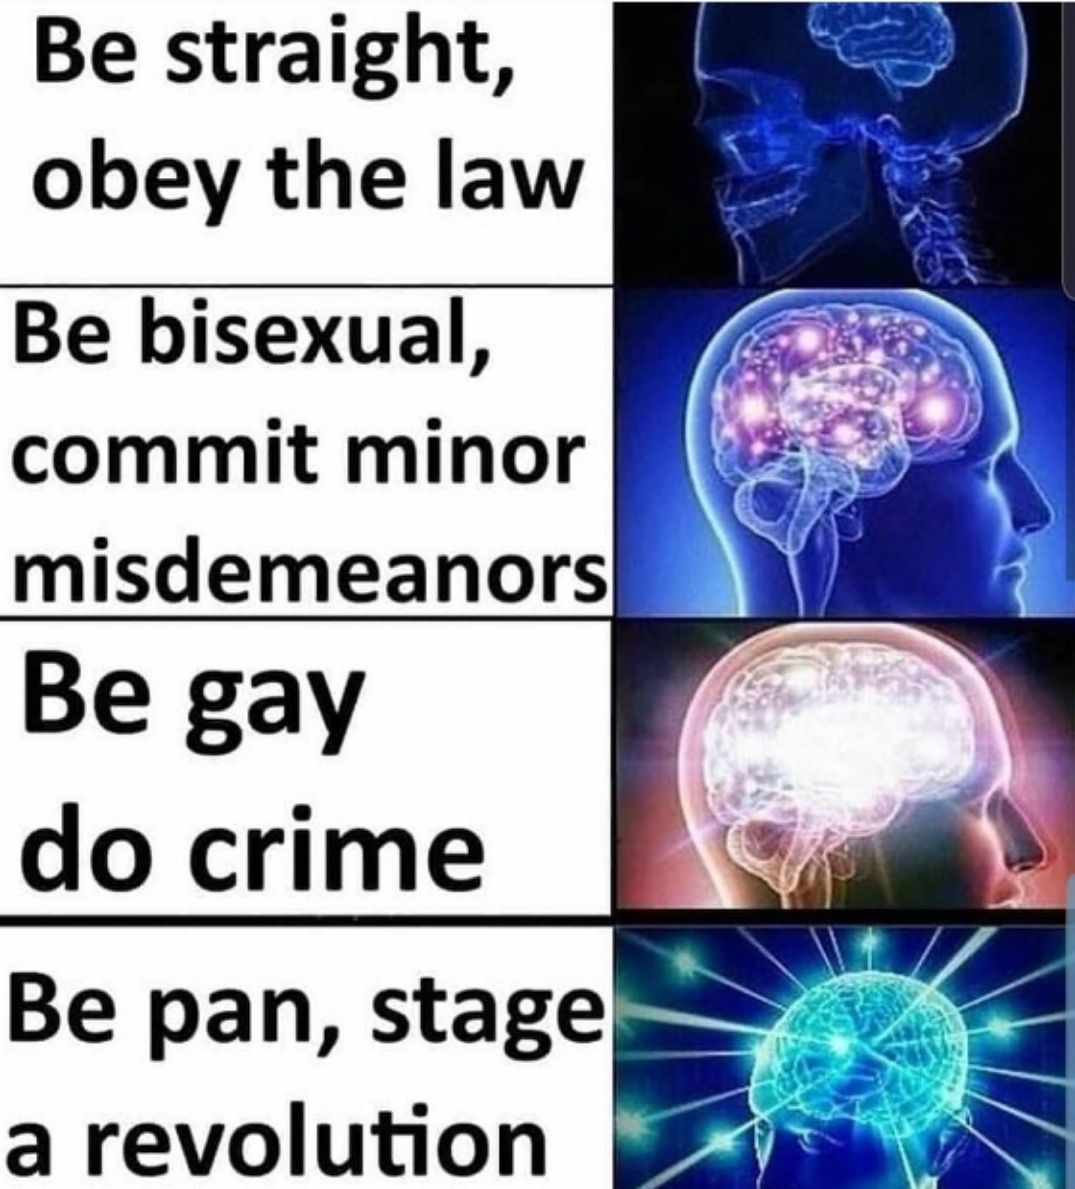 Be straight,
obey the law
Be bisexual,
commit minor
misdemeanors
Be gay
do crime
Be pan, stage
a revolution